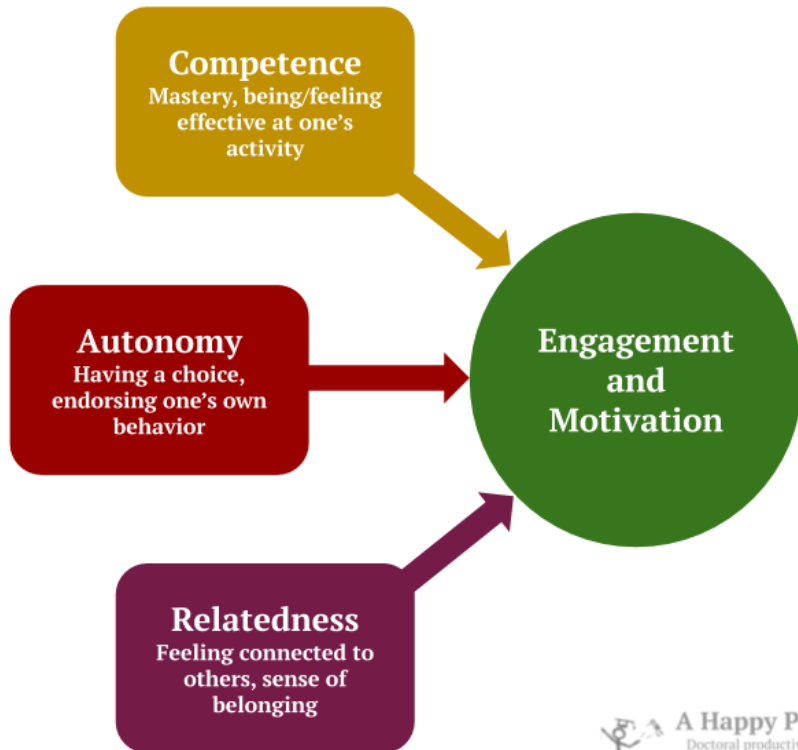 Competence
Mastery, being/feeling
effective at one's
activity
Autonomy
Having a choice,
endorsing one's own
behavior
Engagement
and
Motivation
Relatedness
Feeling connected to
others, sense of
belonging
A Happy P
Doctoral